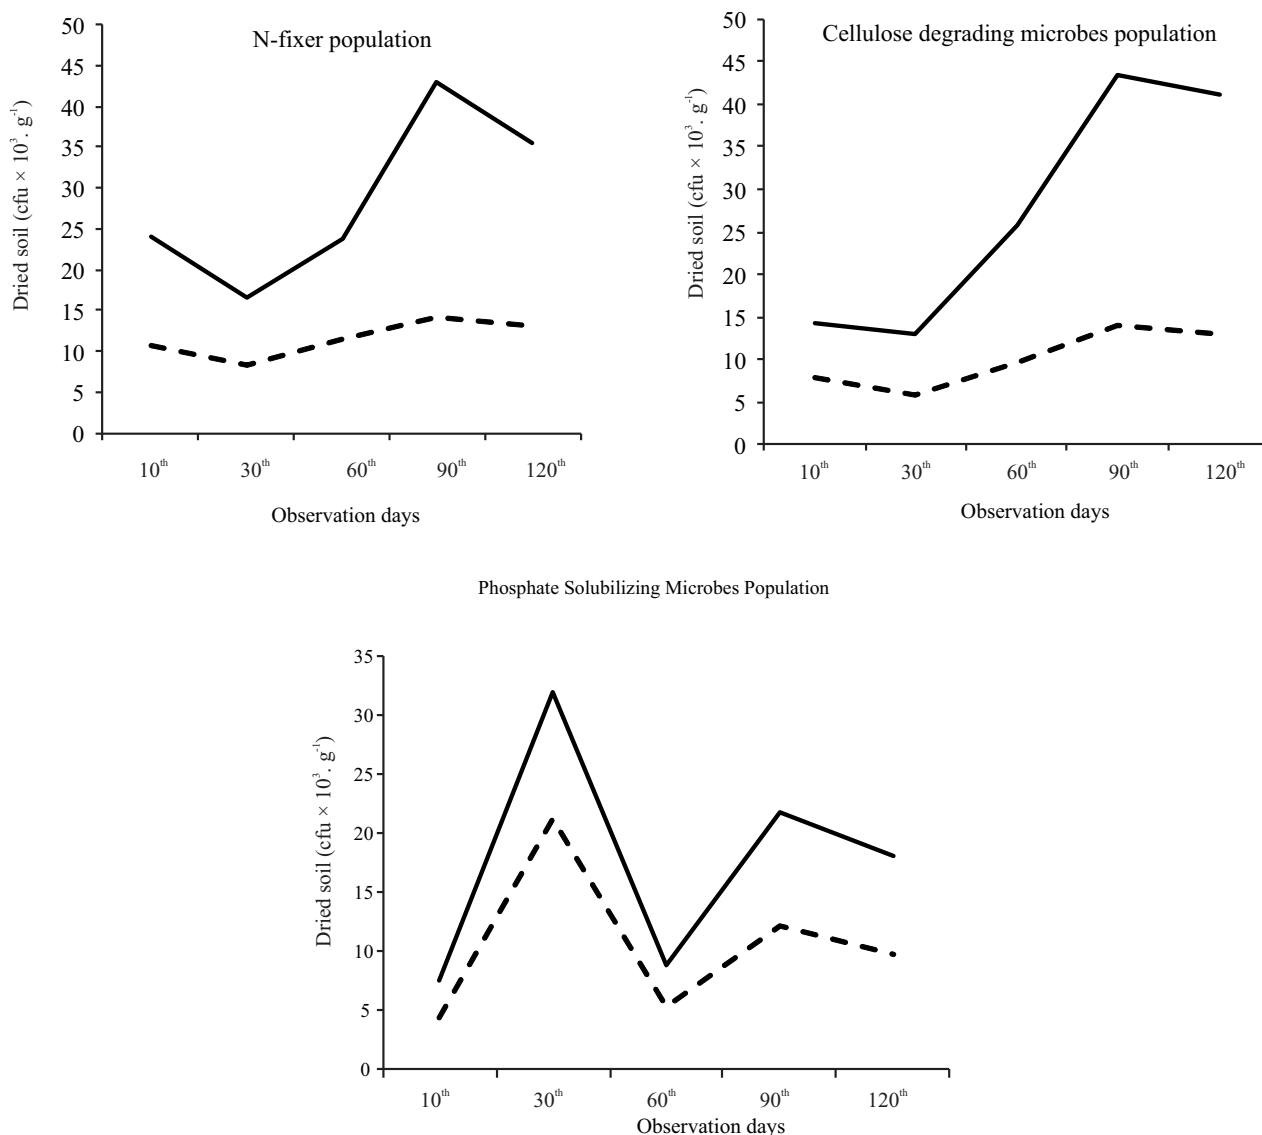 N-fixer population
50
45
40
35
30
25
20
15
10
5
0
Dried soil (cfu × 10³. g⁻¹)
10ᵗʰ 30ᵗʰ 60ᵗʰ 90ᵗʰ 120ᵗʰ
Observation days
Cellulose degrading microbes population
50
45
40
35
30
25
20
15
10
5
0
Dried soil (cfu × 10³. g⁻¹)
10ᵗʰ 30ᵗʰ 60ᵗʰ 90ᵗʰ 120ᵗʰ
Observation days
Phosphate Solubilizing Microbes Population
35
30
25
20
15
10
5
0
Dried soil (cfu × 10³. g⁻¹)
10ᵗʰ 30ᵗʰ 60ᵗʰ 90ᵗʰ 120ᵗʰ
Observation days